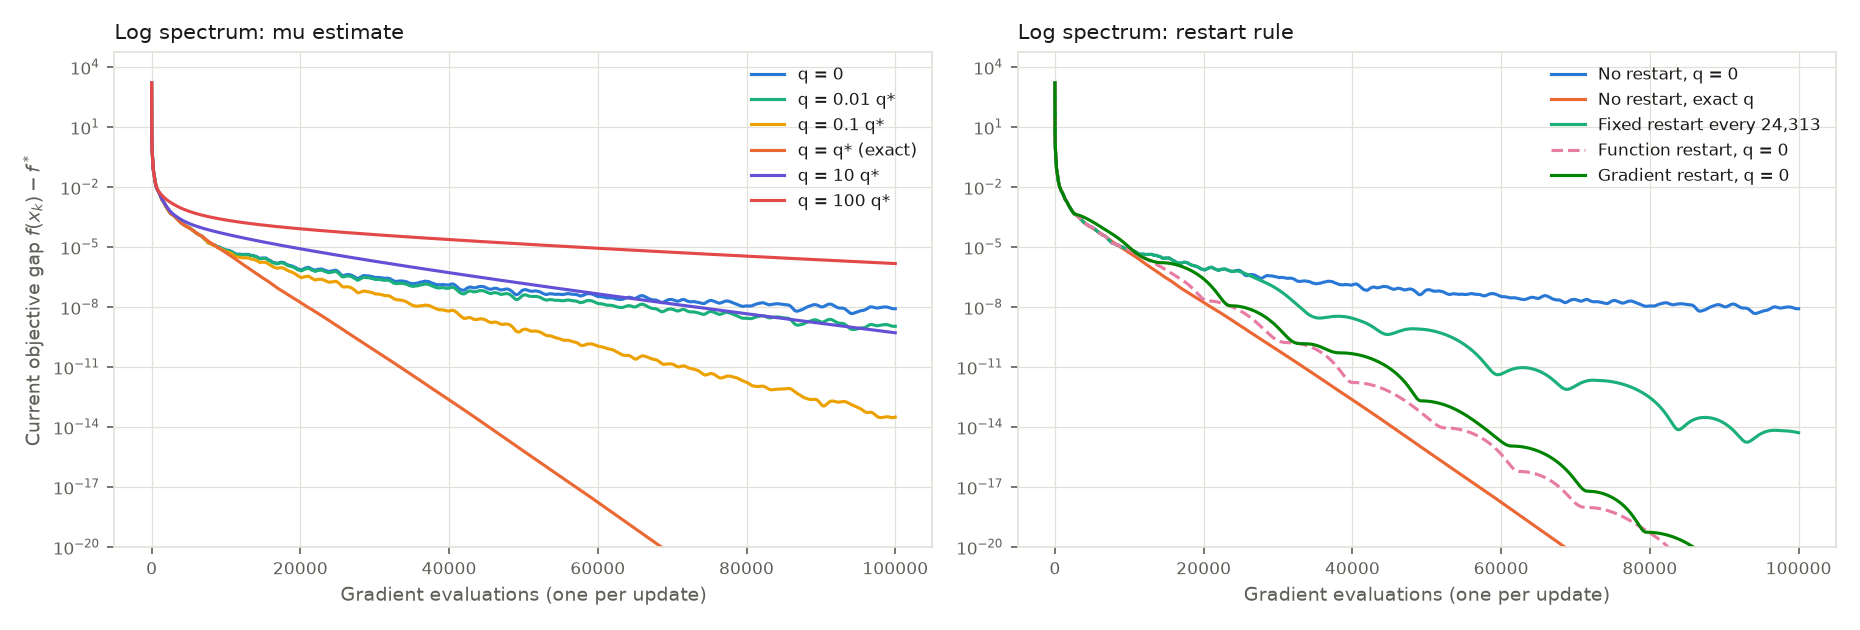 Log spectrum: mu estimate
Current objective gap f(x_k) − f*
10^4
10^1
10^−2
10^−5
10^−8
10^−11
10^−14
10^−17
10^−20
q = 0
q = 0.01 q*
q = 0.1 q*
q = q* (exact)
q = 10 q*
q = 100 q*
0 20000 40000 60000 80000 100000
Gradient evaluations (one per update)
Log spectrum: restart rule
10^4
10^1
10^−2
10^−5
10^−8
10^−11
10^−14
10^−17
10^−20
No restart, q = 0
No restart, exact q
Fixed restart every 24,313
Function restart, q = 0
Gradient restart, q = 0
0 20000 40000 60000 80000 100000
Gradient evaluations (one per update)